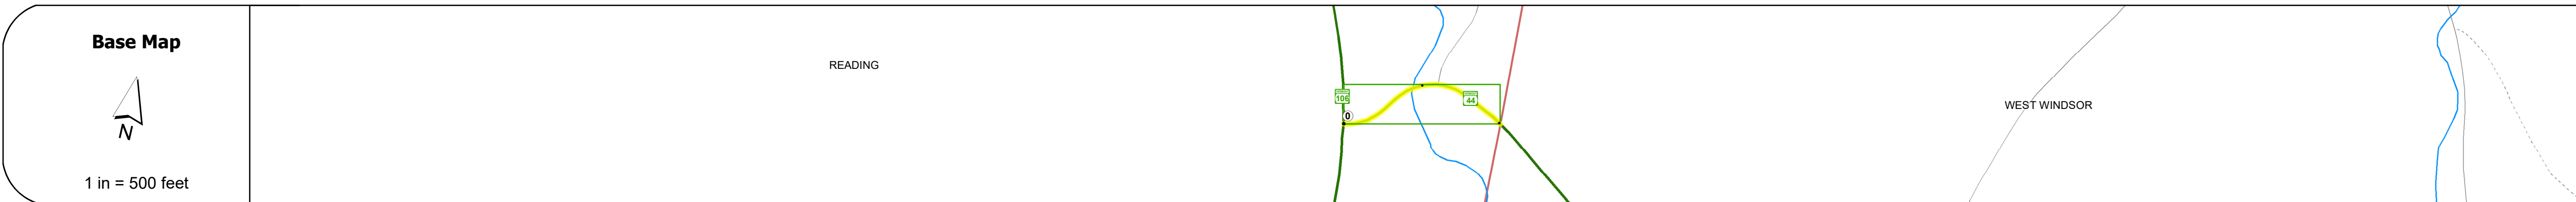 Base Map
N
1 in = 500 feet
READING
106
0
44
WEST WINDSOR